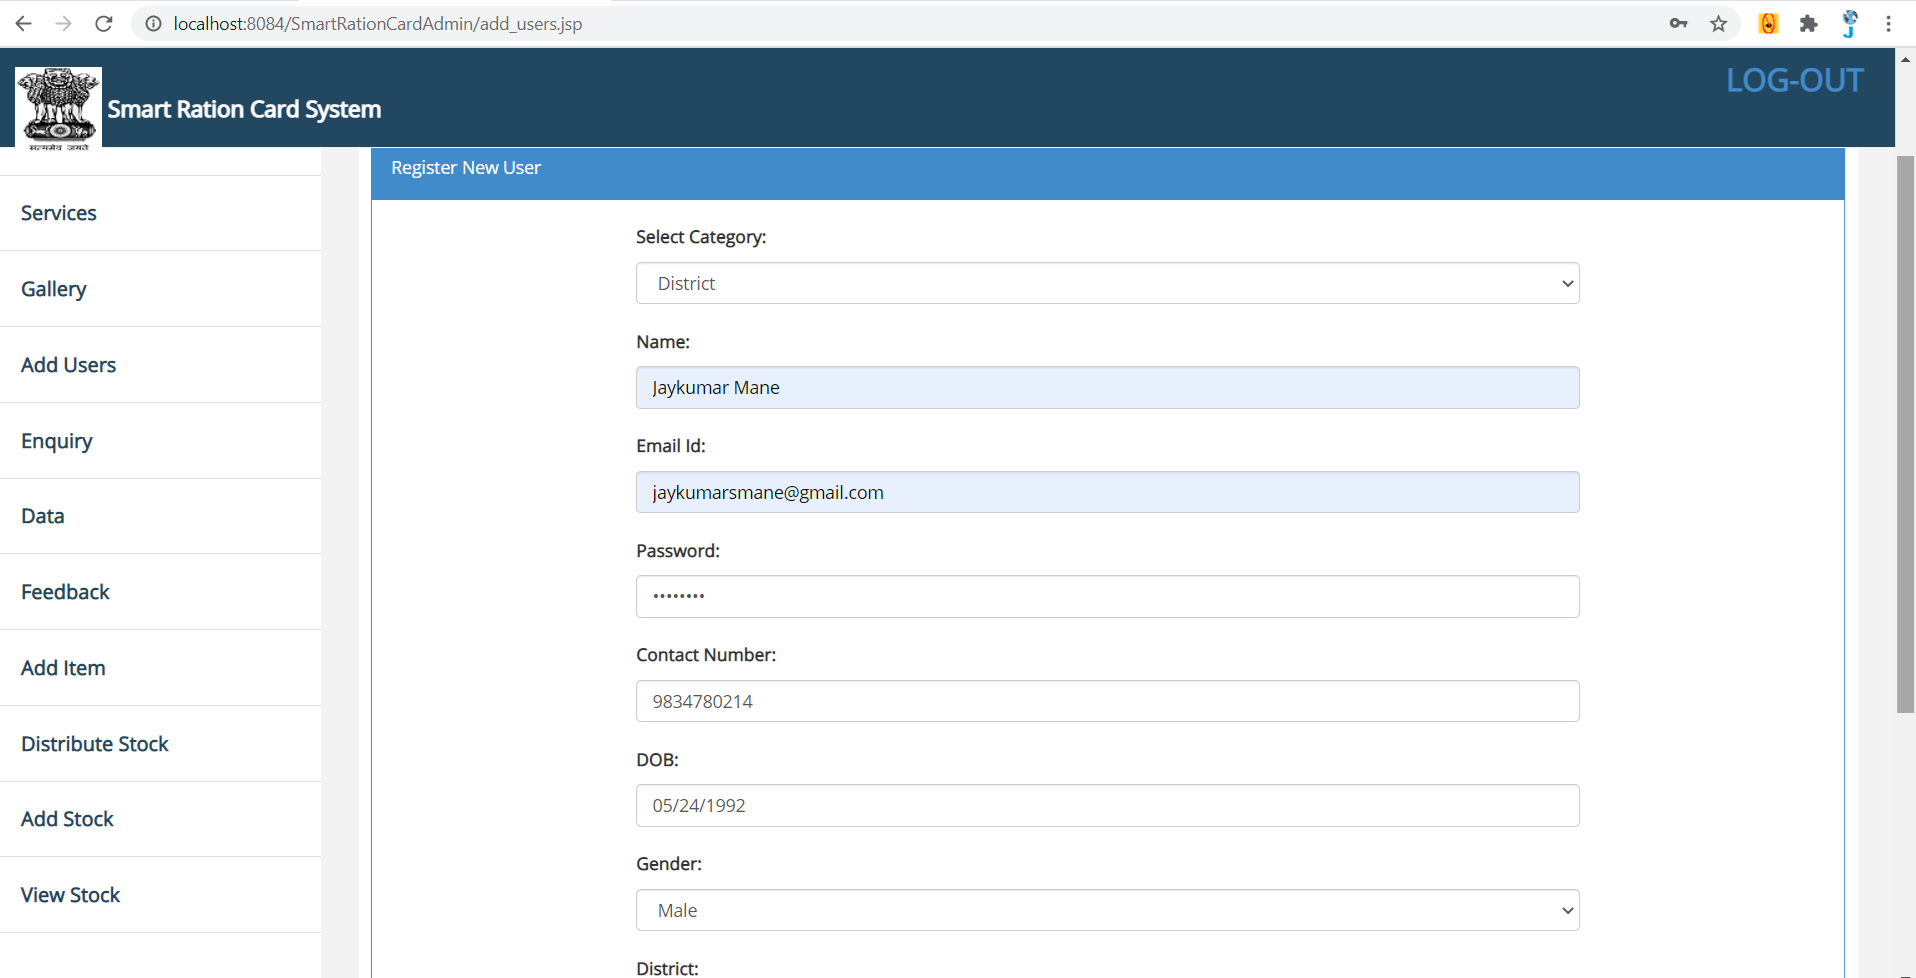 localhost:8084/SmartRationCardAdmin/add_users.jsp
LOG-OUT
Smart Ration Card System
सत्यमेव जयते
Register New User
Services
Gallery
Add Users
Enquiry
Data
Feedback
Add Item
Distribute Stock
Add Stock
View Stock
Select Category:
District
Name:
Jaykumar Mane
Email Id:
jaykumarsmane@gmail.com
Password:
••••••••
Contact Number:
9834780214
DOB:
05/24/1992
Gender:
Male
District: